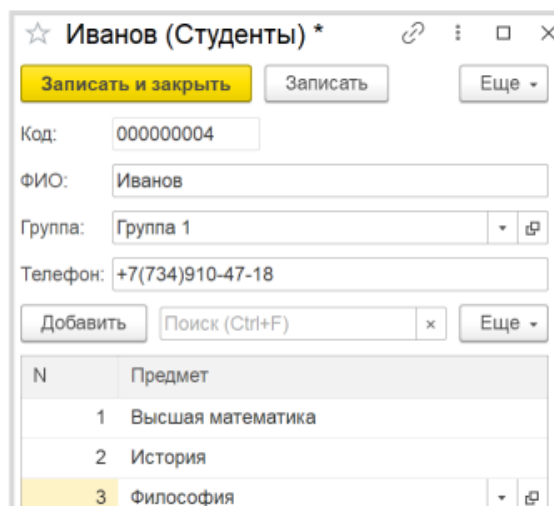 Иванов (Студенты) *
Записать и закрыть Записать Еще
Код: 000000004
ФИО: Иванов
Группа: Группа 1
Телефон: +7(734)910-47-18
Добавить Поиск (Ctrl+F) × Еще
N Предмет
1 Высшая математика
2 История
3 Философия